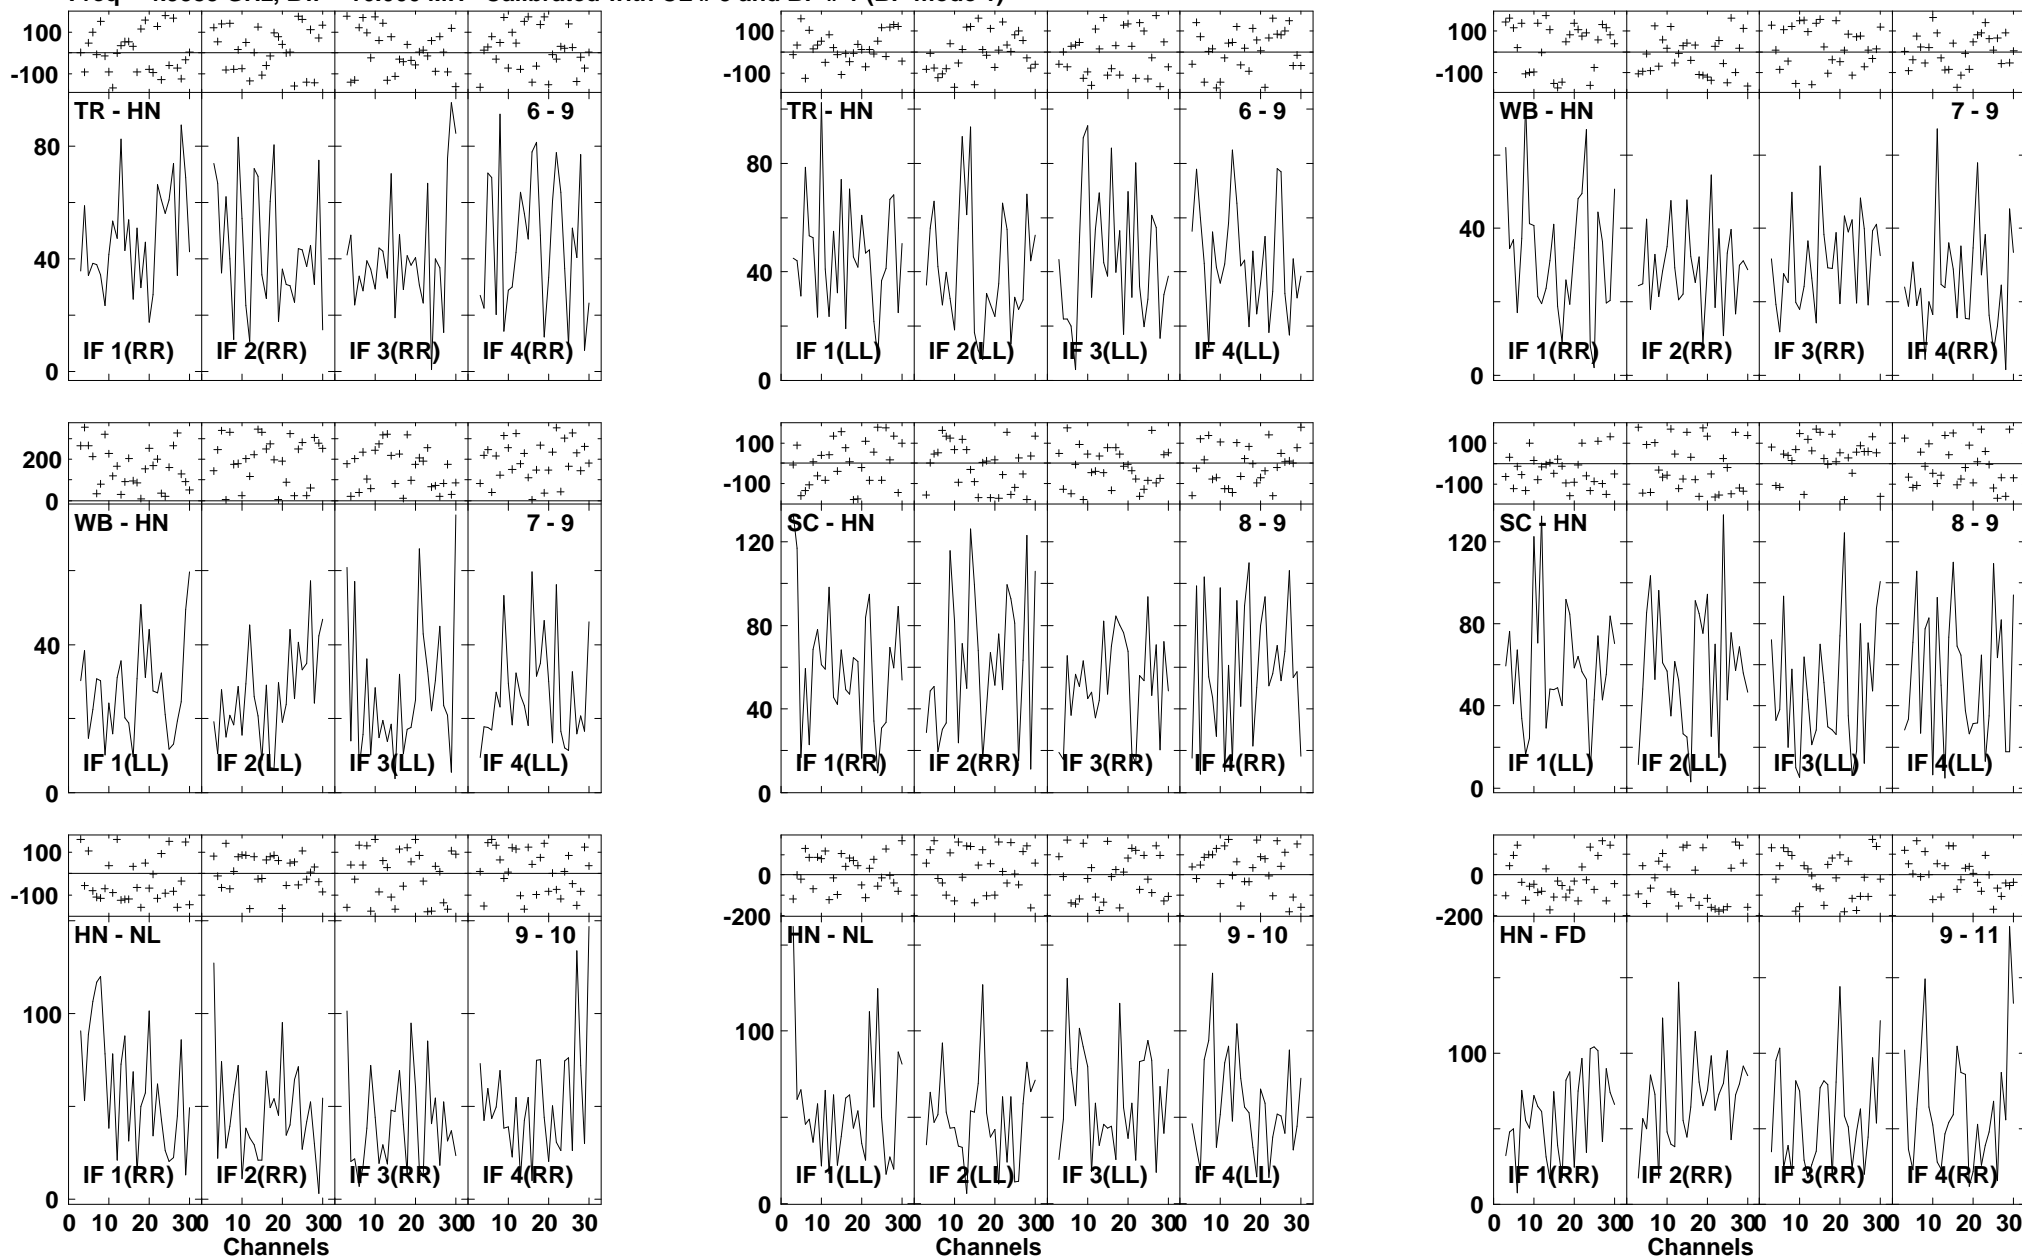 100 100 100
-100 -100 -100
TR - HN 6 - 9 TR - HN 6 - 9 WB - HN 7 - 9
80 80
40 40 40
IF 1(RR) IF 2(RR) IF 3(RR) IF 4(RR) IF 1(LL) IF 2(LL) IF 3(LL) IF 4(LL) IF 1(RR) IF 2(RR) IF 3(RR) IF 4(RR)
0 0 0
200 100 100
0 -100 -100
WB - HN 7 - 9 SC - HN 8 - 9 SC - HN 8 - 9
120 120
80 80
40 40 40
IF 1(LL) IF 2(LL) IF 3(LL) IF 4(LL) IF 1(RR) IF 2(RR) IF 3(RR) IF 4(RR) IF 1(LL) IF 2(LL) IF 3(LL) IF 4(LL)
0 0 0
100 0 0
-100 -200 -200
HN - NL 9 - 10 HN - NL 9 - 10 HN - FD 9 - 11
100 100 100
IF 1(RR) IF 2(RR) IF 3(RR) IF 4(RR) IF 1(LL) IF 2(LL) IF 3(LL) IF 4(LL) IF 1(RR) IF 2(RR) IF 3(RR) IF 4(RR)
0 0 0
0 10 20 30 0 10 20 30 0 10 20 30 0 10 20 30 0 10 20 30 0 10 20 30 0 10 20 30 0 10 20 30 0 10 20 30 0 10 20 30 0 10 20 30 0 10 20 30
Channels Channels Channels